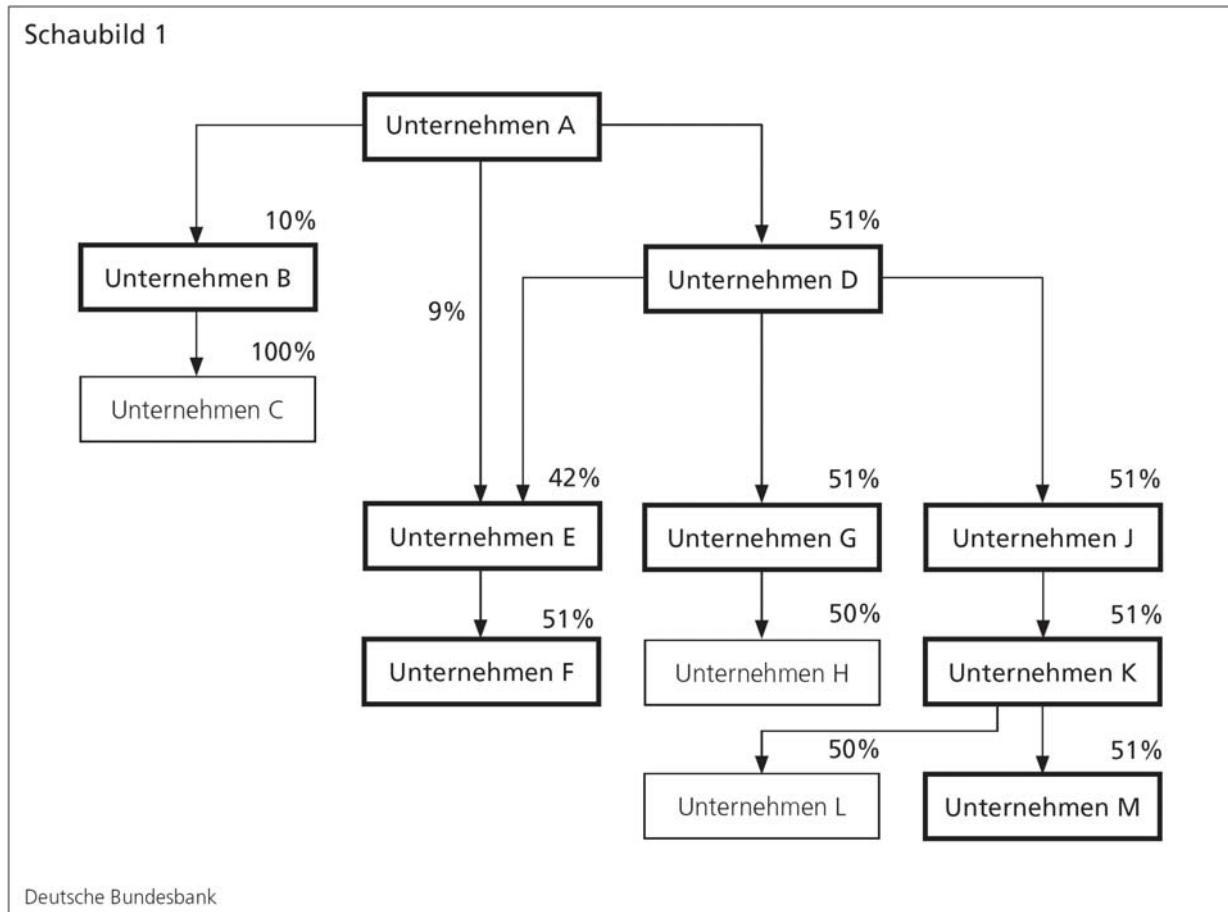 Schaubild 1
Unternehmen A
10%
51%
Unternehmen B
Unternehmen D
9%
100%
Unternehmen C
42%
51%
51%
Unternehmen E
Unternehmen G
Unternehmen J
51%
50%
51%
Unternehmen F
Unternehmen H
Unternehmen K
50%
51%
Unternehmen L
Unternehmen M
Deutsche Bundesbank